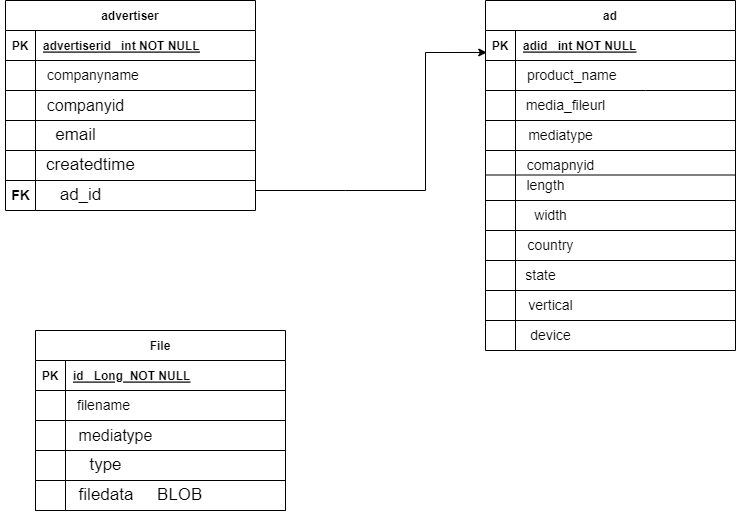 advertiser
PK advertiserid int NOT NULL
companyname
companyid
email
createdtime
FK ad_id
ad
PK adid int NOT NULL
product_name
media_fileurl
mediatype
comapnyid
length
width
country
state
vertical
device
File
PK id Long NOT NULL
filename
mediatype
type
filedata BLOB